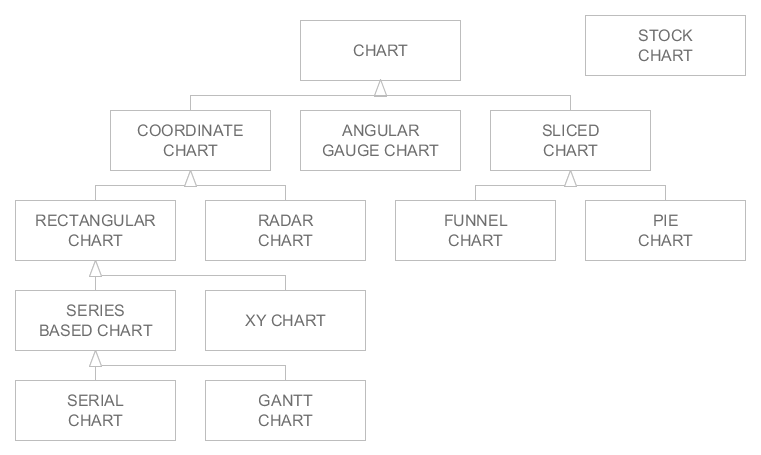 CHART
STOCK
CHART
COORDINATE
CHART
ANGULAR
GAUGE CHART
SLICED
CHART
RECTANGULAR
CHART
RADAR
CHART
FUNNEL
CHART
PIE
CHART
SERIES
BASED CHART
XY CHART
SERIAL
CHART
GANTT
CHART